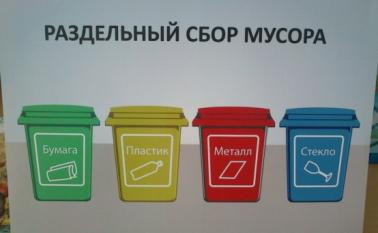 РАЗДЕЛЬНЫЙ СБОР МУСОРА
Бумага
Пластик
Металл
Стекло